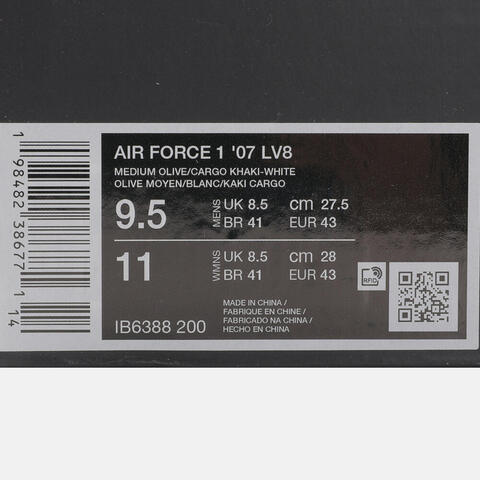 AIR FORCE 1 '07 LV8
MEDIUM OLIVE/CARGO KHAKI-WHITE
OLIVE MOYEN/BLANC/KAKI CARGO
9.5 MENS UK 8.5 cm 27.5
BR 41 EUR 43
11 WMNS UK 8.5 cm 28
BR 41 EUR 43
RFID
MADE IN CHINA /
FABRIQUE EN CHINE /
FABRICADO NA CHINA /
HECHO EN CHINA
IB6388 200
1 98482 38677 1 14